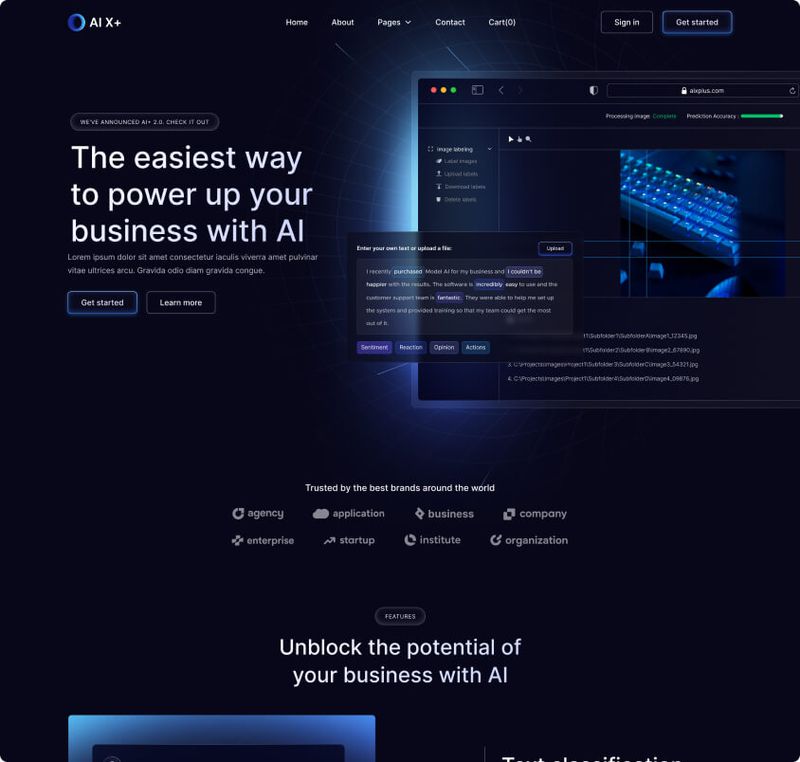 AI X+
Home
About
Pages
Contact
Cart(0)
Sign in
Get started
WE'VE ANNOUNCED AI+ 2.0. CHECK IT OUT
The easiest way
to power up your
business with AI
Lorem ipsum dolor sit amet consectetur iaculis viverra amet pulvinar
vitae ultrices arcu. Gravida odio diam gravida congue.
Get started
Learn more
aixplus.com
Processing image: Complete
Prediction Accuracy :
Image labeling
Label images
Upload labels
Download labels
Delete labels
Enter your own text or upload a file:
Upload
I recently purchased Model AI for my business and I couldn't be
happier with the results. The software is incredibly easy to use and the
customer support team is fantastic. They were able to help me set up
the system and provided training so that my team could get the most
out of it.
Sentiment
Reaction
Opinion
Actions
\Subfolder1\SubfolderA\Image1_12345.jpg
\Subfolder2\SubfolderB\Image2_67890.jpg
3. C:\Projects\Images\Project1\Subfolder3\SubfolderC\Image3_54321.jpg
4. C:\Projects\Images\Project1\Subfolder4\SubfolderD\Image4_09876.jpg
Trusted by the best brands around the world
agency
application
business
company
enterprise
startup
institute
organization
FEATURES
Unblock the potential of
your business with AI
Text classification